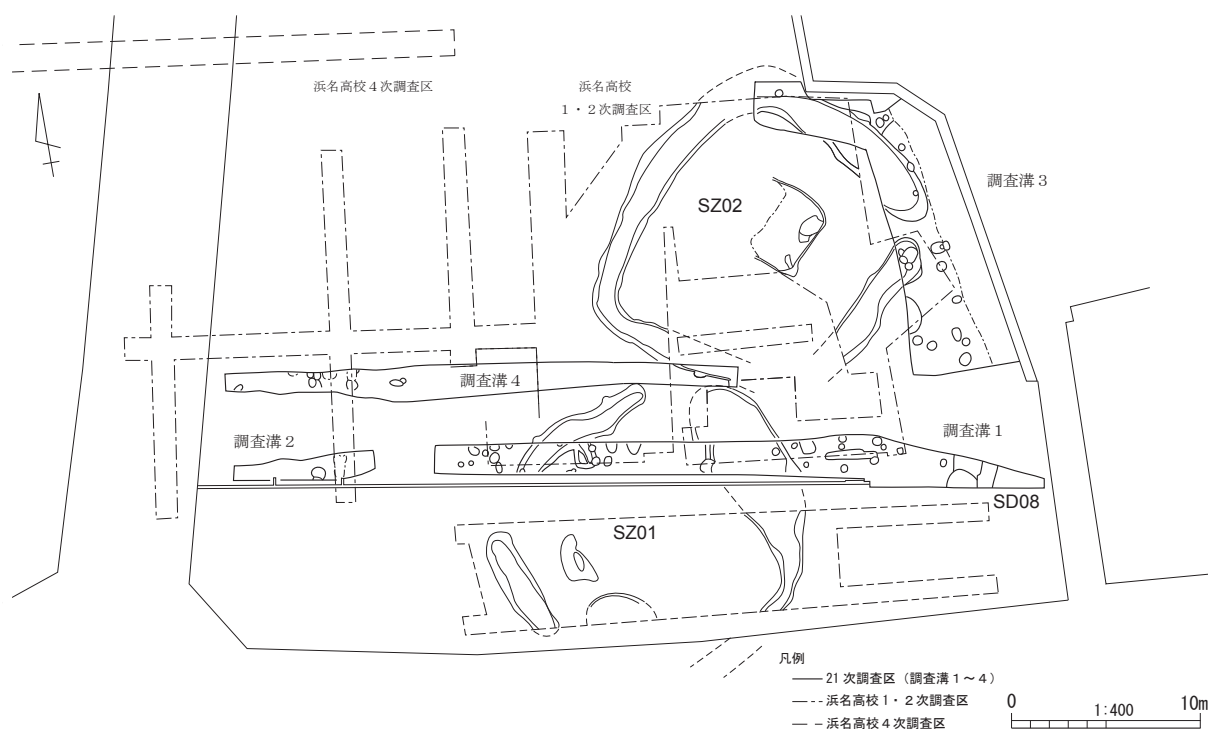 浜名高校４次調査区
浜名高校
１・２次調査区
調査溝３
SZ02
調査溝４
調査溝２
調査溝１
SD08
SZ01
凡例
21次調査区（調査溝１～４）
浜名高校１・２次調査区
浜名高校４次調査区
0 1:400 10m